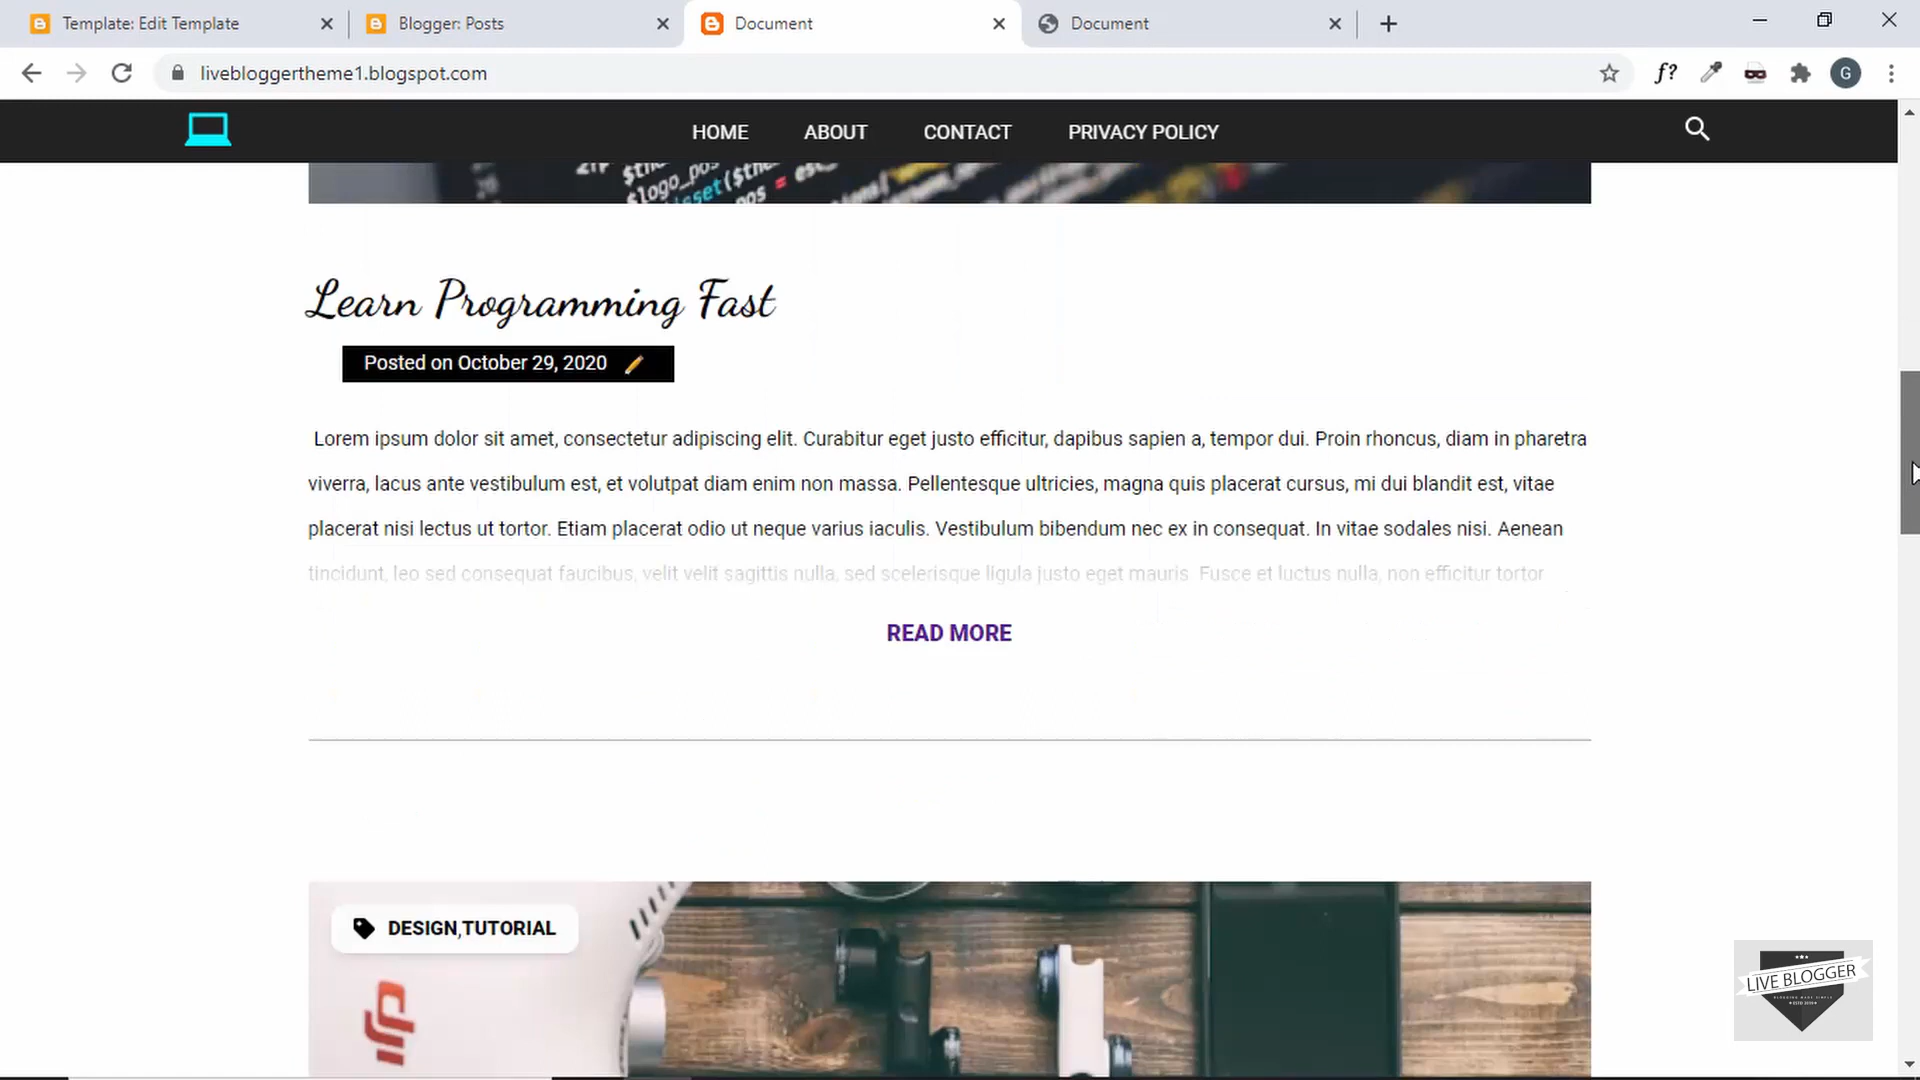 Template: Edit Template
Blogger: Posts
Document
Document
livebloggertheme1.blogspot.com
f?
G
HOME ABOUT CONTACT PRIVACY POLICY
$logo_pos
Learn Programming Fast
Posted on October 29, 2020
Lorem ipsum dolor sit amet, consectetur adipiscing elit. Curabitur eget justo efficitur, dapibus sapien a, tempor dui. Proin rhoncus, diam in pharetra
viverra, lacus ante vestibulum est, et volutpat diam enim non massa. Pellentesque ultricies, magna quis placerat cursus, mi dui blandit est, vitae
placerat nisi lectus ut tortor. Etiam placerat odio ut neque varius iaculis. Vestibulum bibendum nec ex in consequat. In vitae sodales nisi. Aenean
tincidunt, leo sed consequat faucibus, velit velit sagittis nulla, sed scelerisque ligula justo eget mauris. Fusce et luctus nulla, non efficitur tortor
READ MORE
DESIGN,TUTORIAL
dji
LIVE BLOGGER